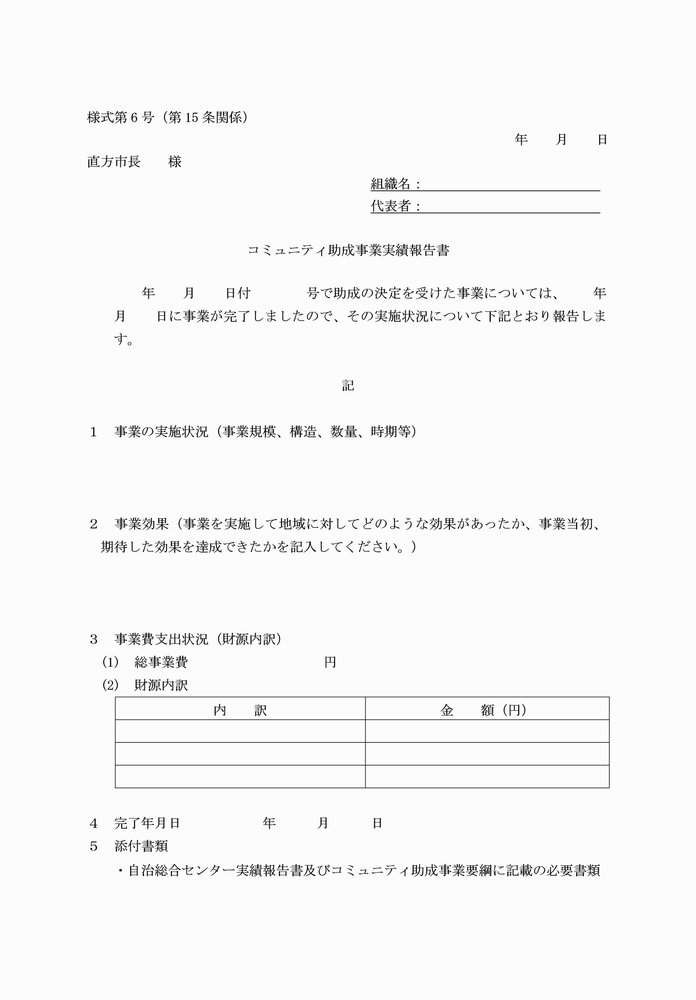 様式第 6 号（第 15 条関係）
年　　月　　日
直方市長　　様
組織名：
代表者：
コミュニティ助成事業実績報告書
年　　月　　日付　　　　号で助成の決定を受けた事業については、　　年
月　　日に事業が完了しましたので、その実施状況について下記とおり報告しま
す。
記
１　事業の実施状況（事業規模、構造、数量、時期等）
２　事業効果（事業を実施して地域に対してどのような効果があったか、事業当初、
期待した効果を達成できたかを記入してください。）
３　事業費支出状況（財源内訳）
(1)　総事業費　　　　　　　　　　円
(2)　財源内訳
内　　訳　　金　　額（円）
４　完了年月日　　　　　　年　　　月　　　日
５　添付書類
・自治総合センター実績報告書及びコミュニティ助成事業要綱に記載の必要書類